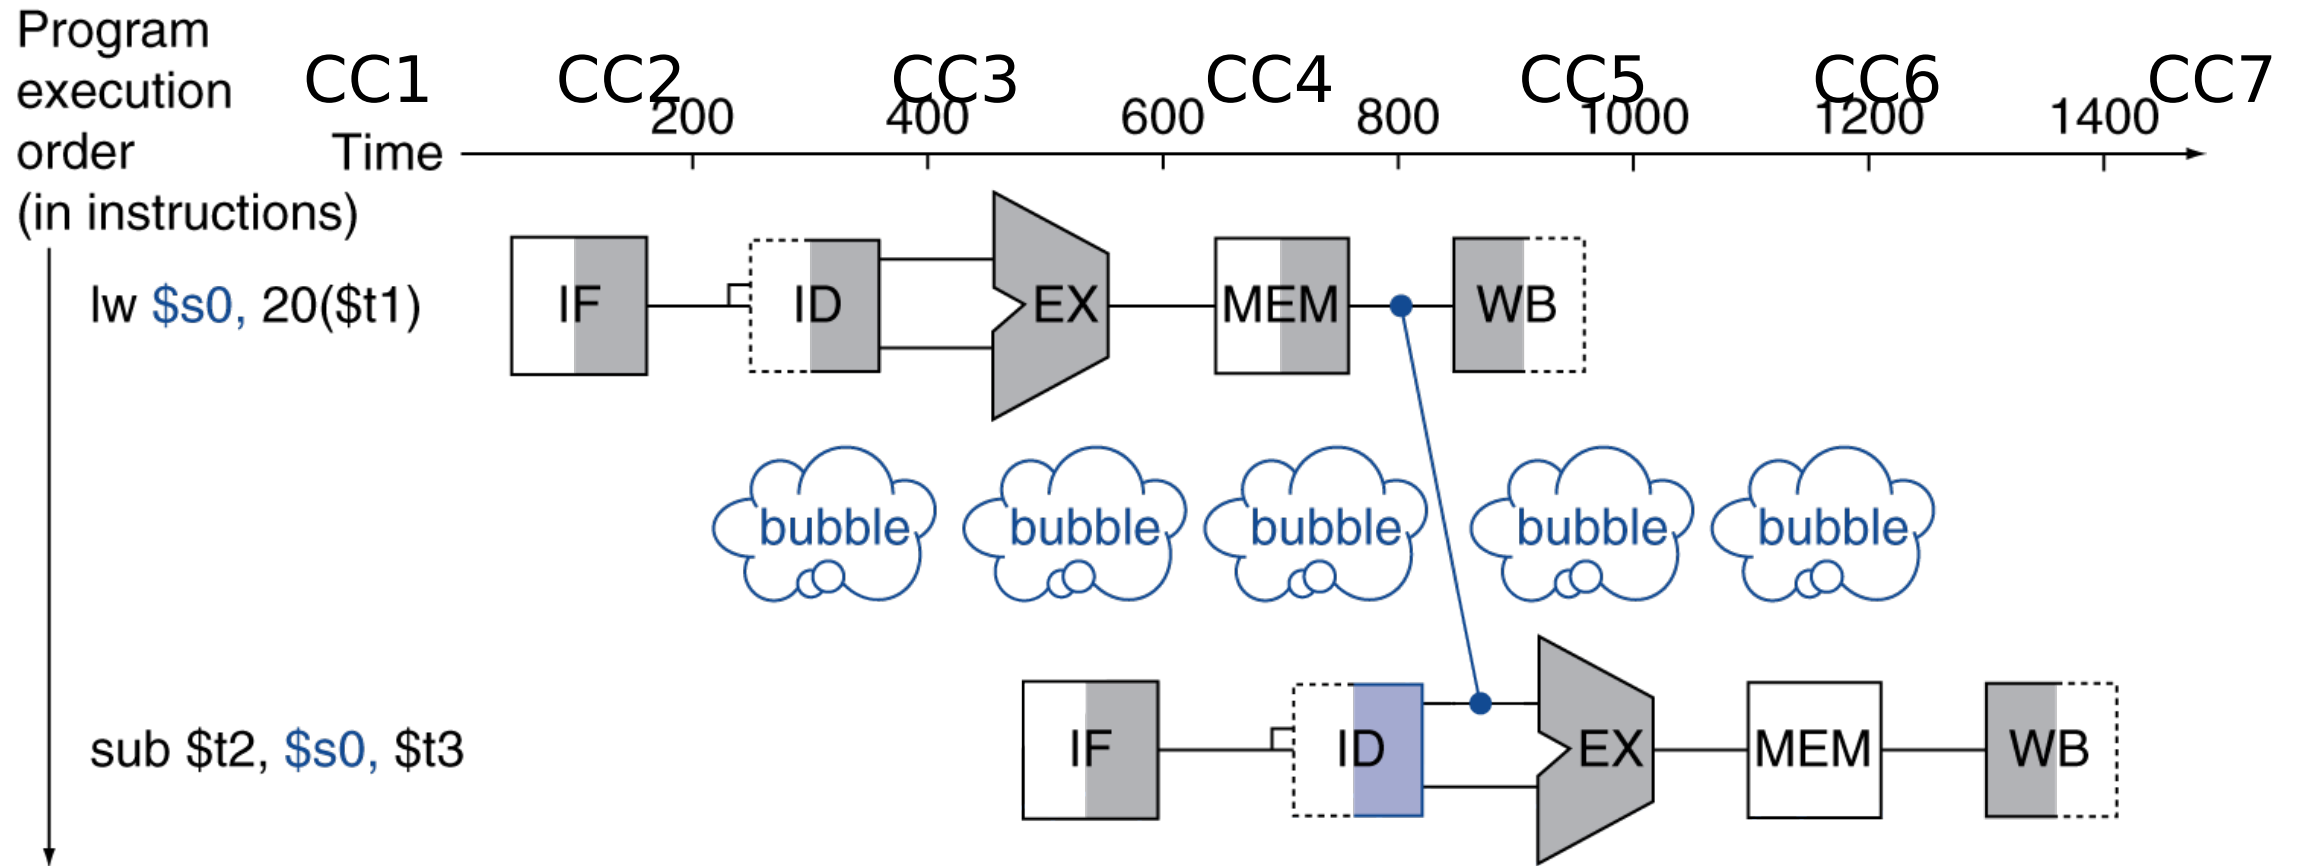 Program
execution
order
(in instructions)
CC1 CC2 CC3 CC4 CC5 CC6 CC7
200 400 600 800 1000 1200 1400
Time
lw $s0, 20($t1)
IF ID EX MEM WB
bubble bubble bubble bubble bubble
sub $t2, $s0, $t3
IF ID EX MEM WB